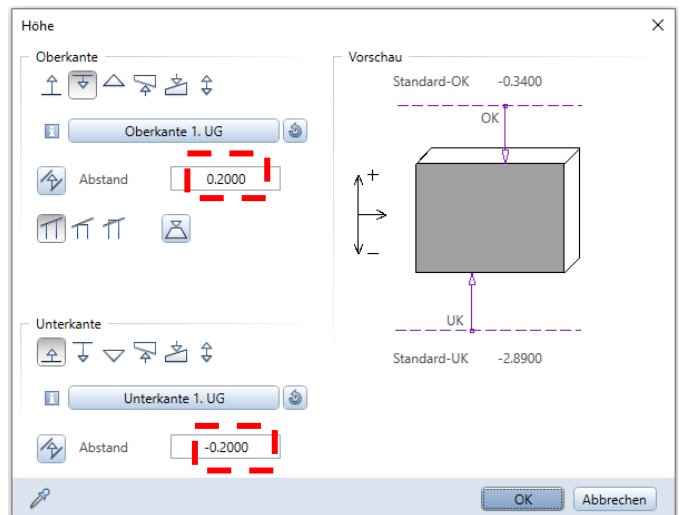 Höhe
Oberkante
Oberkante 1. UG
Abstand 0.2000
Unterkante
Unterkante 1. UG
Abstand -0.2000
Vorschau
Standard-OK -0.3400
OK
+
−
UK
Standard-UK -2.8900
OK Abbrechen